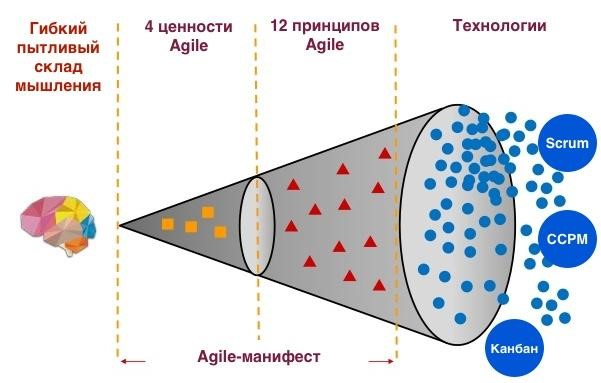 Гибкий
пытливый
склад
мышления
4 ценности
Agile
12 принципов
Agile
Технологии
Scrum
CCPM
Канбан
Agile-манифест